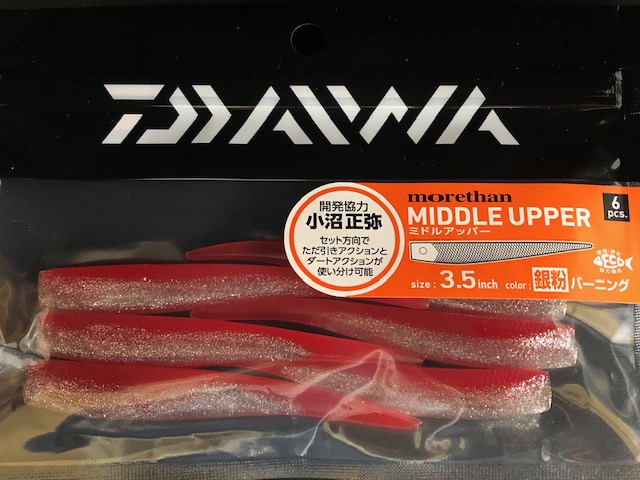 DAIWA
開発協力
小沼 正弥
セット方向で
ただ引きアクションと
ダートアクションが
使い分け可能
morethan
MIDDLE UPPER
ミドルアッパー
6
pcs.
size : 3.5inch color : 銀粉バーニング
FECO